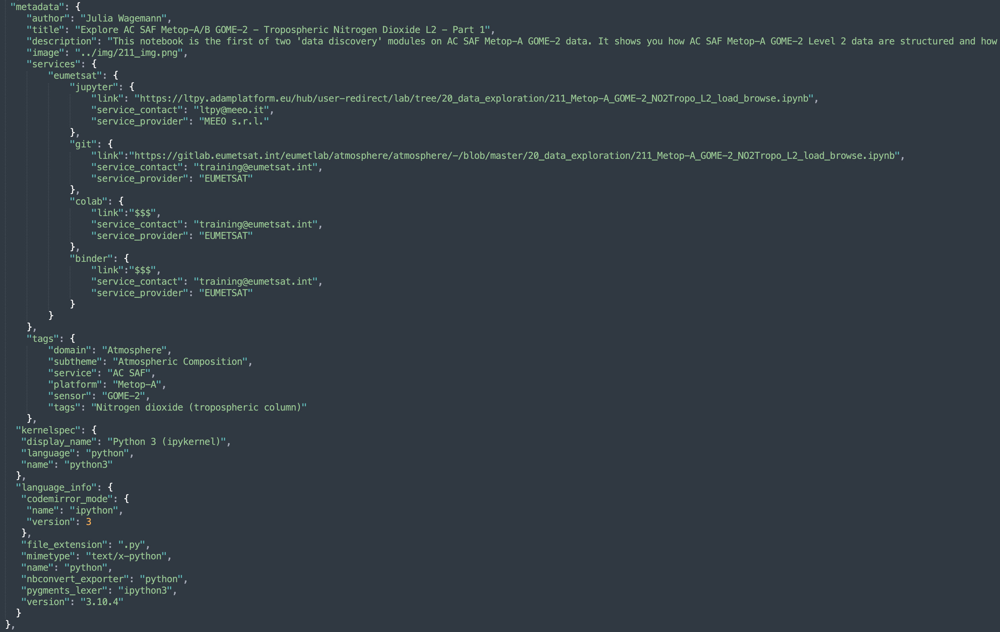 "metadata": {
"author": "Julia Wagemann",
"title": "Explore AC SAF Metop-A/B GOME-2 - Tropospheric Nitrogen Dioxide L2 - Part 1",
"description": "This notebook is the first of two 'data discovery' modules on AC SAF Metop-A GOME-2 data. It shows you how AC SAF Metop-A GOME-2 Level 2 data are structured and how
"image": "../img/211_img.png",
"services": {
"eumetsat": {
"jupyter": {
"link": "https://ltpy.adamplatform.eu/hub/user-redirect/lab/tree/20_data_exploration/211_Metop-A_GOME-2_NO2Tropo_L2_load_browse.ipynb",
"service_contact": "ltpy@meeo.it",
"service_provider": "MEEO s.r.l."
},
"git": {
"link":"https://gitlab.eumetsat.int/eumetlab/atmosphere/atmosphere/-/blob/master/20_data_exploration/211_Metop-A_GOME-2_NO2Tropo_L2_load_browse.ipynb",
"service_contact": "training@eumetsat.int",
"service_provider": "EUMETSAT"
},
"colab": {
"link":"$$$",
"service_contact": "training@eumetsat.int",
"service_provider": "EUMETSAT"
},
"binder": {
"link":"$$$",
"service_contact": "training@eumetsat.int",
"service_provider": "EUMETSAT"
}
}
},
"tags": {
"domain": "Atmosphere",
"subtheme": "Atmospheric Composition",
"service": "AC SAF",
"platform": "Metop-A",
"sensor": "GOME-2",
"tags": "Nitrogen dioxide (tropospheric column)"
},
"kernelspec": {
"display_name": "Python 3 (ipykernel)",
"language": "python",
"name": "python3"
},
"language_info": {
"codemirror_mode": {
"name": "ipython",
"version": 3
},
"file_extension": ".py",
"mimetype": "text/x-python",
"name": "python",
"nbconvert_exporter": "python",
"pygments_lexer": "ipython3",
"version": "3.10.4"
}
},